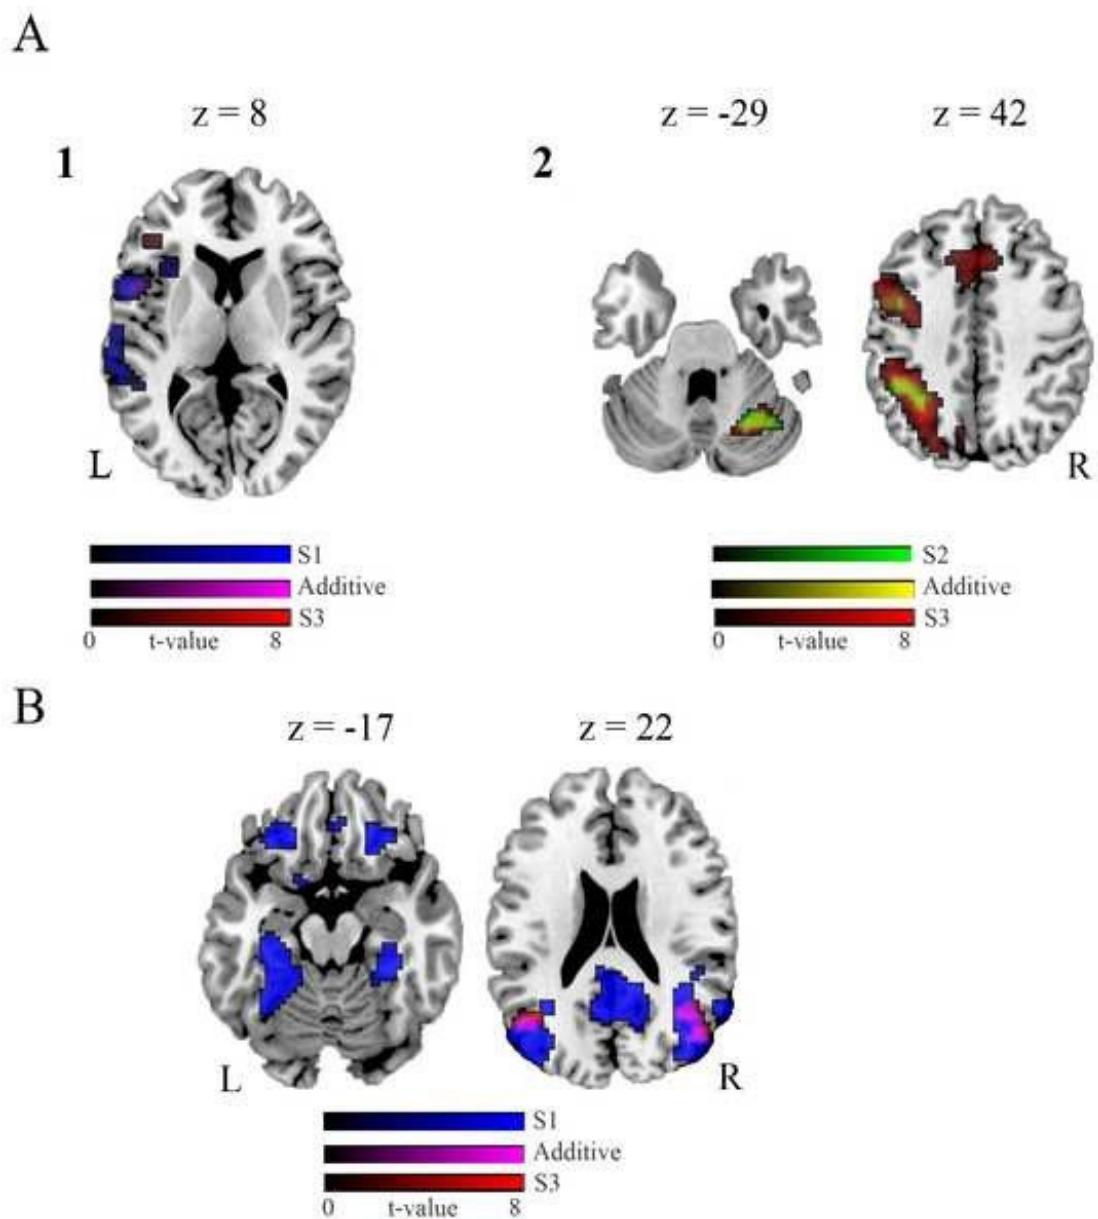 A
z = 8
z = -29
z = 42
1
2
L
R
S1
Additive
S3
0 t-value 8
S2
Additive
S3
0 t-value 8
B
z = -17
z = 22
L
R
S1
Additive
S3
0 t-value 8